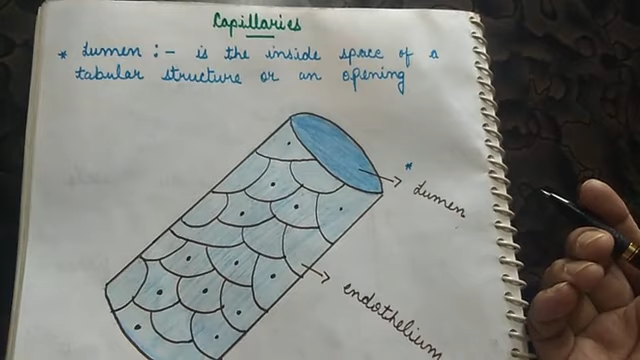 Capillaries
* Lumen :- is the inside space of a
tabular structure or an opening
* Lumen
endothelium